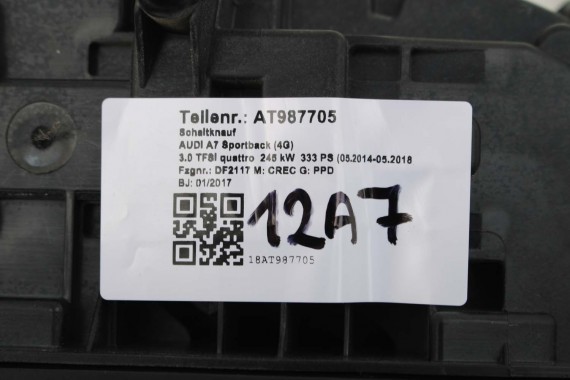 Teilenr.: AT987705
Schaltknauf
AUDI A7 Sportback (4G)
3.0 TFSI quattro 245 kW 333 PS (05.2014-05.2018
Fzgnr.: DF2117 M: CREC G: PPD
BJ: 01/2017
12A7
18AT987705